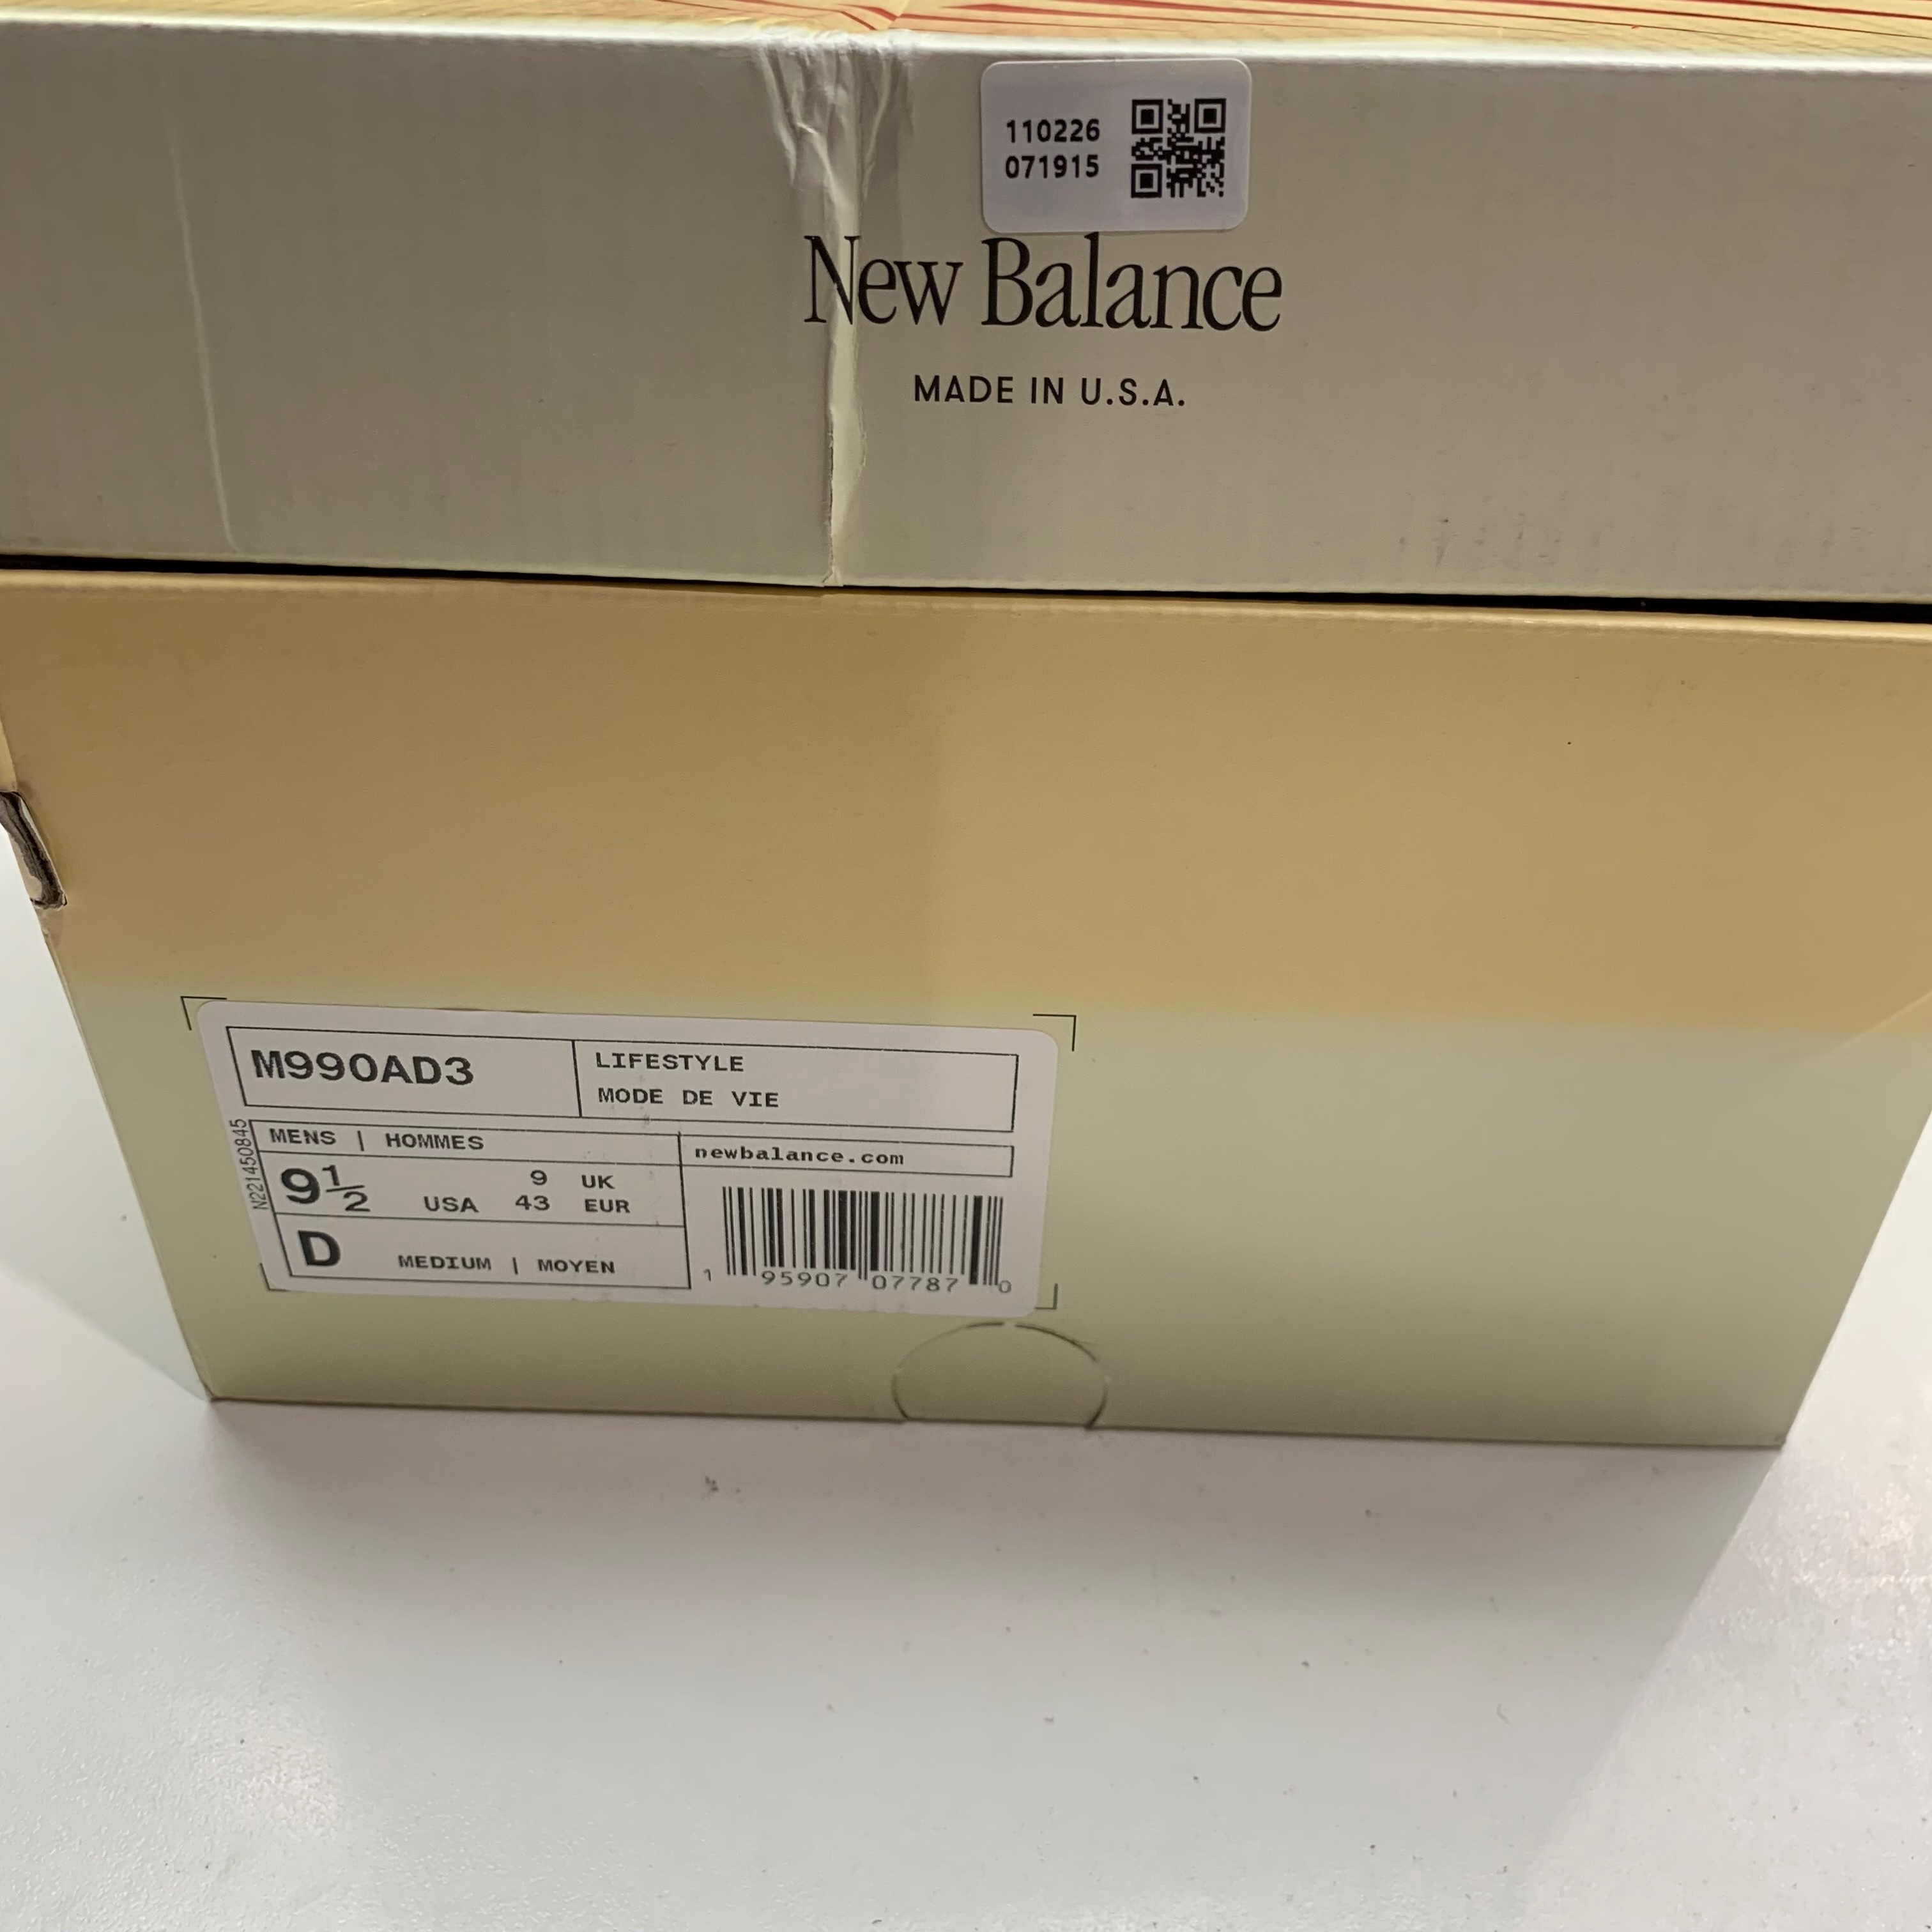 110226
071915
New Balance
MADE IN U.S.A.
M990AD3
LIFESTYLE
MODE DE VIE
N221450845
MENS | HOMMES
newbalance.com
9½ USA
9 UK
43 EUR
D MEDIUM | MOYEN
1 95907 07787 0